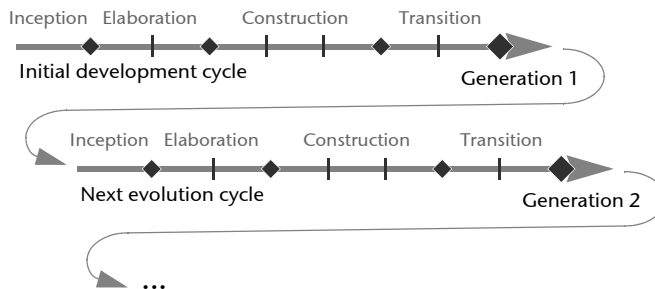 Inception Elaboration Construction Transition
Initial development cycle
Generation 1
Inception Elaboration Construction Transition
Next evolution cycle
Generation 2
...